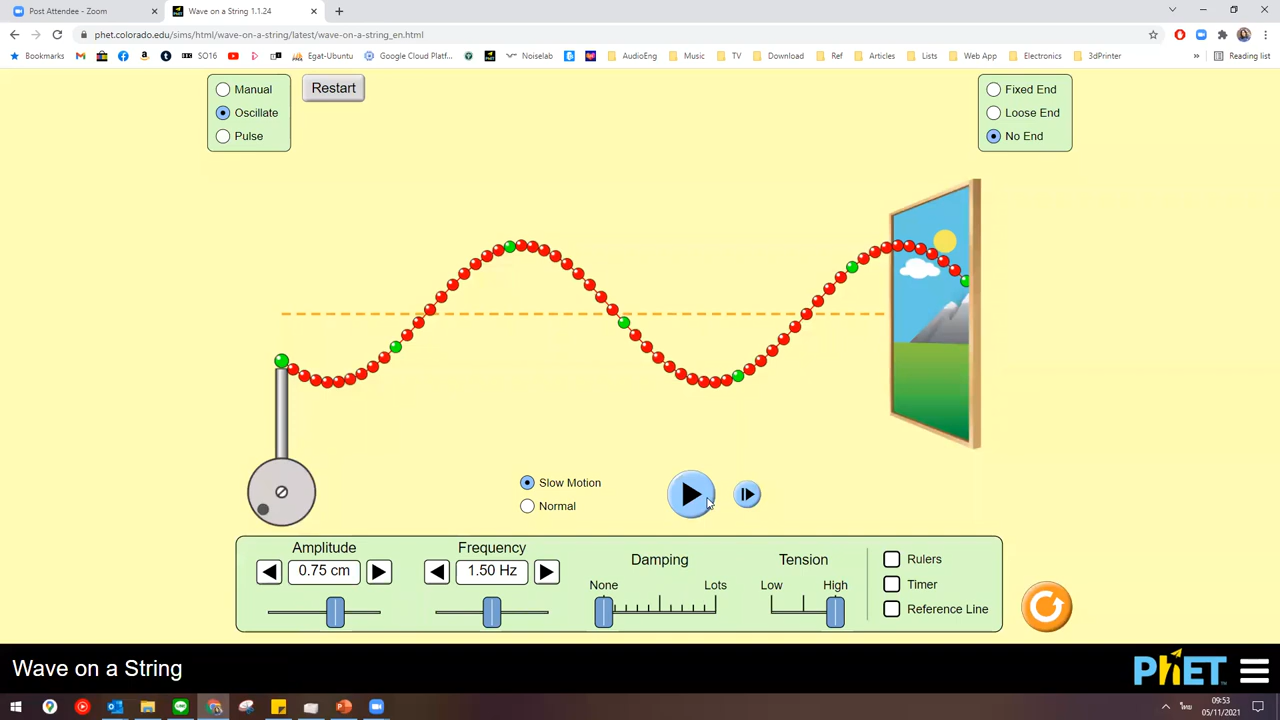 Post Attendee - Zoom
Wave on a String 1.1.24
phet.colorado.edu/sims/html/wave-on-a-string/latest/wave-on-a-string_en.html
Bookmarks SO16 Egat-Ubuntu Google Cloud Platf... Noiselab AudioEng Music TV Download Ref Articles Lists Web App Electronics 3dPrinter » Reading list
Manual
Oscillate
Pulse
Restart
Fixed End
Loose End
No End
Slow Motion
Normal
Amplitude
0.75 cm
Frequency
1.50 Hz
Damping
None Lots
Tension
Low High
Rulers
Timer
Reference Line
Wave on a String
PhET
ไทย
09:53
05/11/2021